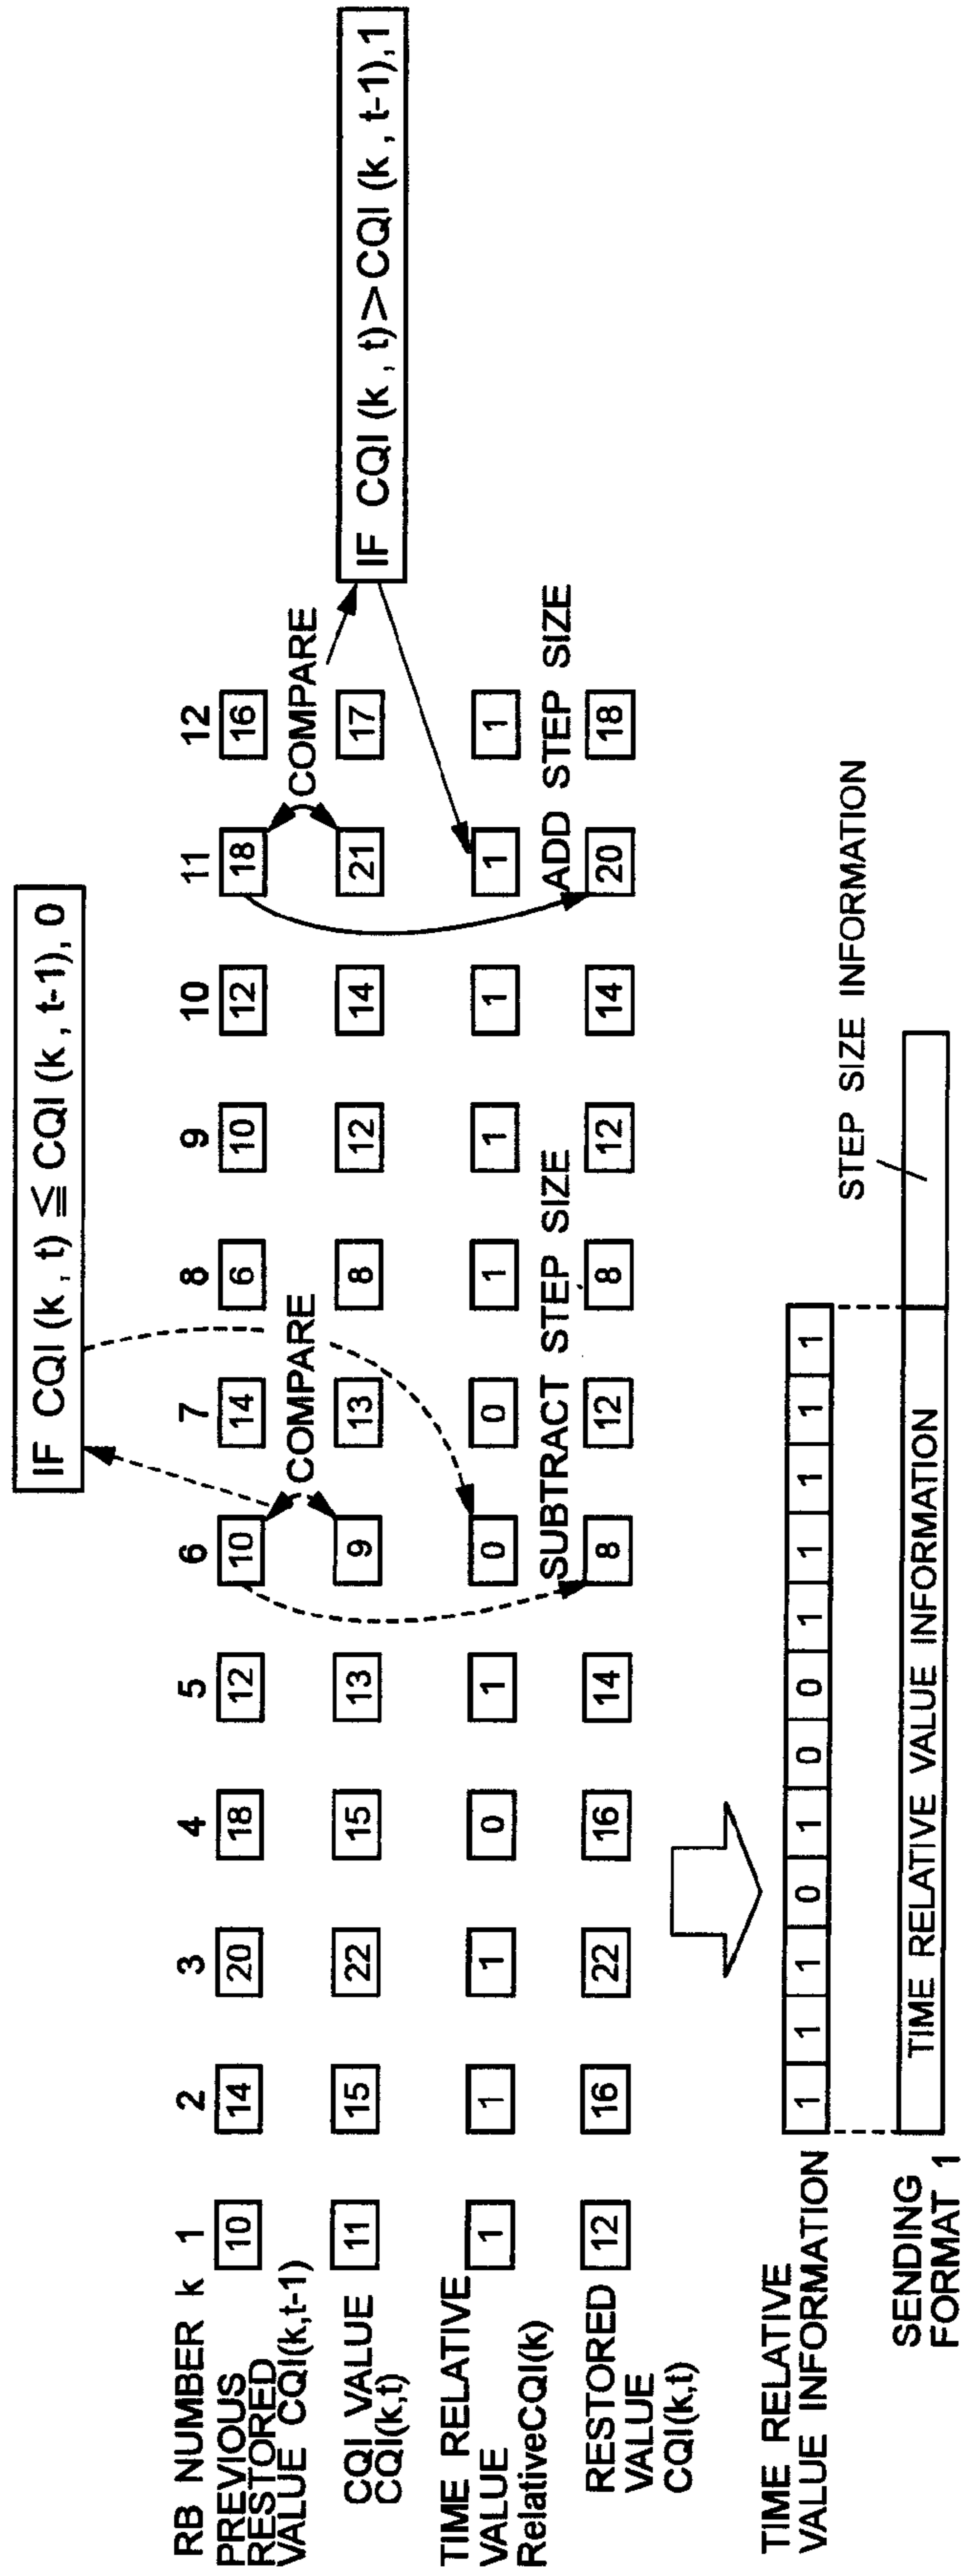 IF CQI (k , t) ≦ CQI (k , t-1), 0
RB NUMBER k 1 2 3 4 5 6 7 8 9 10 11 12
PREVIOUS
RESTORED
VALUE CQI(k,t-1)
10 14 20 18 12 10 14 6 10 12 18 16
COMPARE
COMPARE
IF CQI (k , t)>CQI (k , t-1),1
CQI VALUE
CQI(k,t)
11 15 22 15 13 9 13 8 12 14 21 17
TIME RELATIVE
VALUE
RelativeCQI(k)
1 1 1 0 1 0 0 1 1 1 1 1
SUBTRACT STEP SIZE
ADD STEP SIZE
RESTORED
VALUE
CQI(k,t)
12 16 22 16 14 8 12 8 12 14 20 18
TIME RELATIVE
VALUE INFORMATION
1 1 1 0 1 0 0 1 1 1 1 1
STEP SIZE INFORMATION
SENDING
FORMAT 1
TIME RELATIVE VALUE INFORMATION